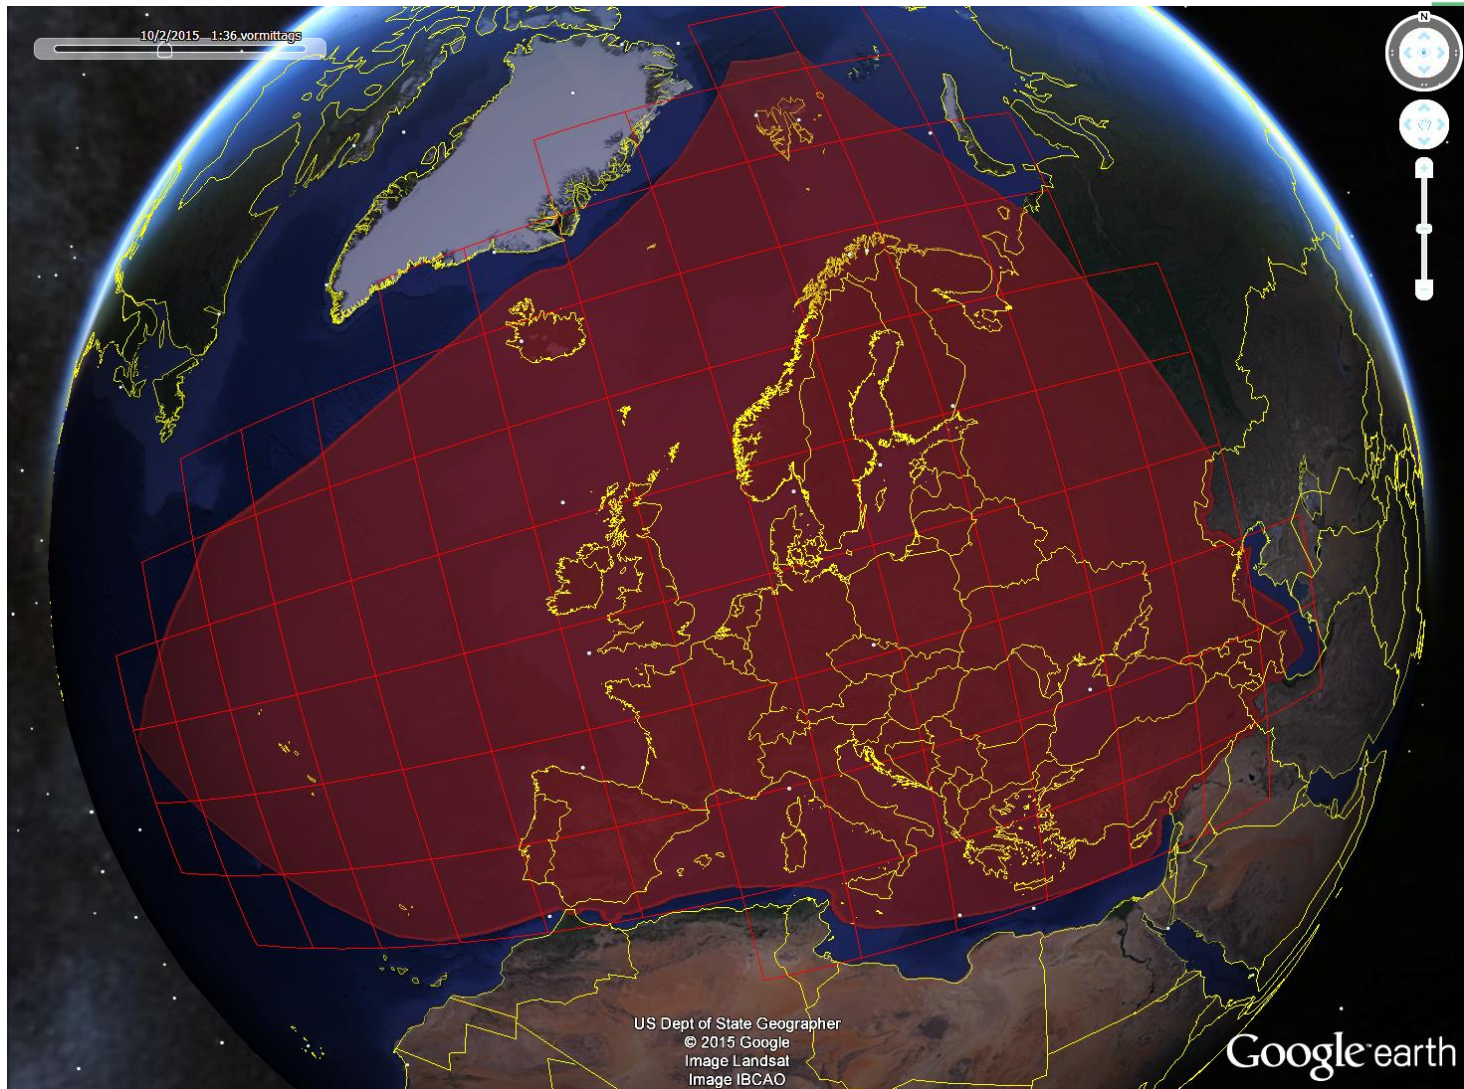 10/2/2015 1:36 vormittags
N
US Dept of State Geographer
© 2015 Google
Image Landsat
Image IBCAO
Google earth